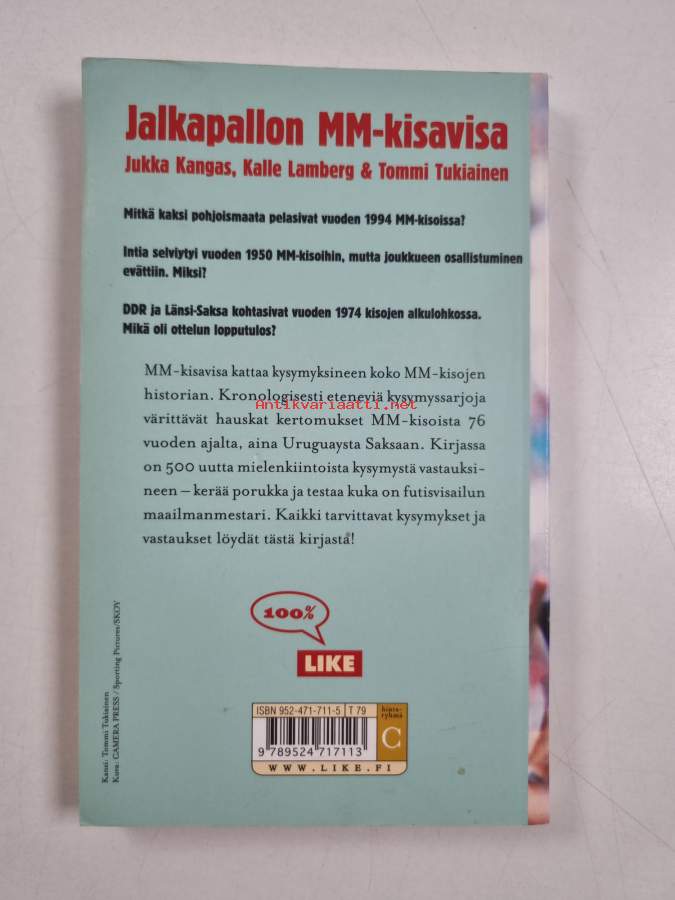 Jalkapallon MM-kisavisa
Jukka Kangas, Kalle Lamberg & Tommi Tukiainen
Mitkä kaksi pohjoismaata pelasivat vuoden 1994 MM-kisoissa?
Intia selviytyi vuoden 1950 MM-kisoihin, mutta joukkueen osallistuminen
evättiin. Miksi?
DDR ja Länsi-Saksa kohtasivat vuoden 1974 kisojen alkulohkossa.
Mikä oli ottelun lopputulos?
MM-kisavisa kattaa kysymyksineen koko MM-kisojen
historian. Kronologisesti eteneviä kysymyssarjoja
Antikvariaatti.net
värittävät hauskat kertomukset MM-kisoista 76
vuoden ajalta, aina Uruguaysta Saksaan. Kirjassa
on 500 uutta mielenkiintoista kysymystä vastauksi-
neen – kerää porukka ja testaa kuka on futisvisailun
maailmanmestari. Kaikki tarvittavat kysymykset ja
vastaukset löydät tästä kirjasta!
100%
LIKE
Kansi: Tommi Tukiainen
Kuva: CAMERA PRESS / Sporting Pictures/SKOY
ISBN 952-471-711-5 T 79
hinta-
ryhmä
C
9 789524 717113
WWW.LIKE.FI